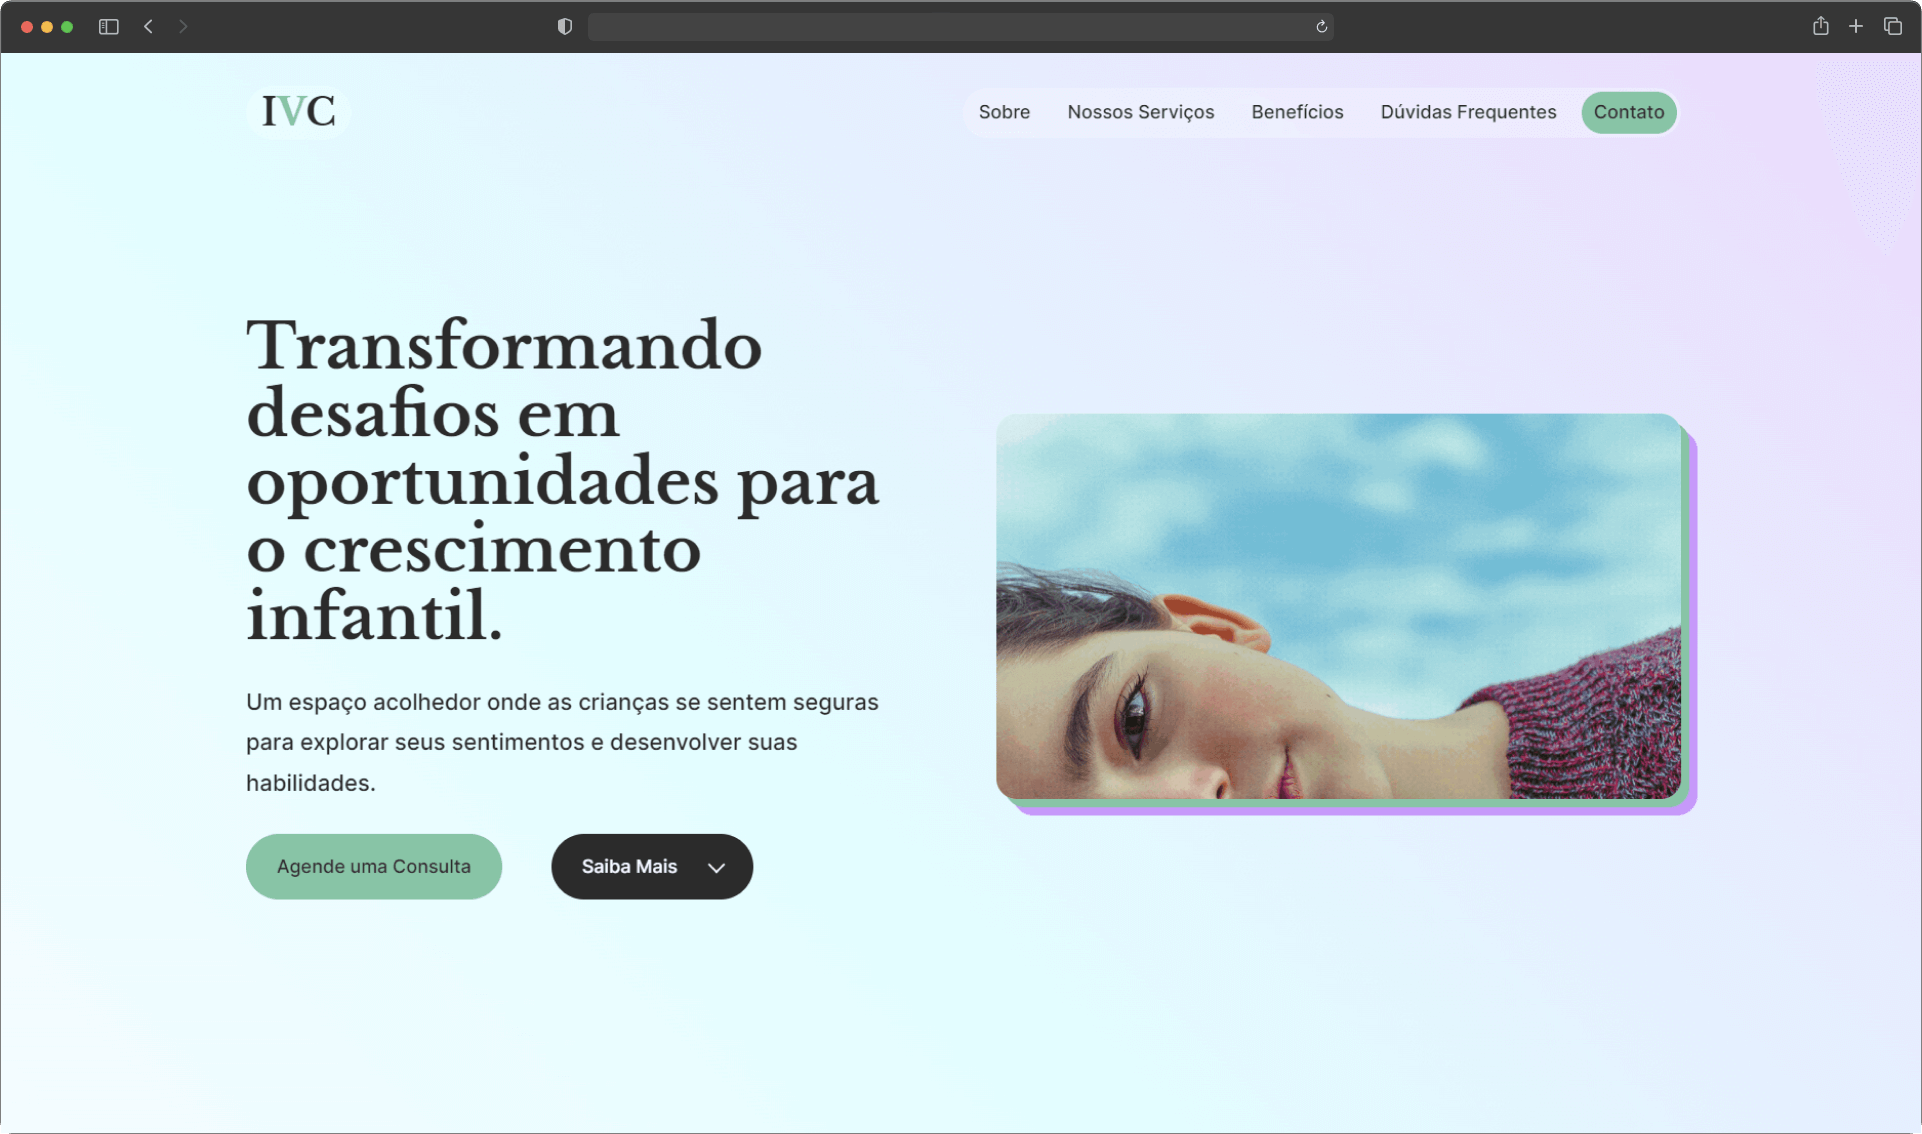 IVC
Sobre
Nossos Serviços
Benefícios
Dúvidas Frequentes
Contato
Transformando
desafios em
oportunidades para
o crescimento
infantil.
Um espaço acolhedor onde as crianças se sentem seguras
para explorar seus sentimentos e desenvolver suas
habilidades.
Agende uma Consulta
Saiba Mais